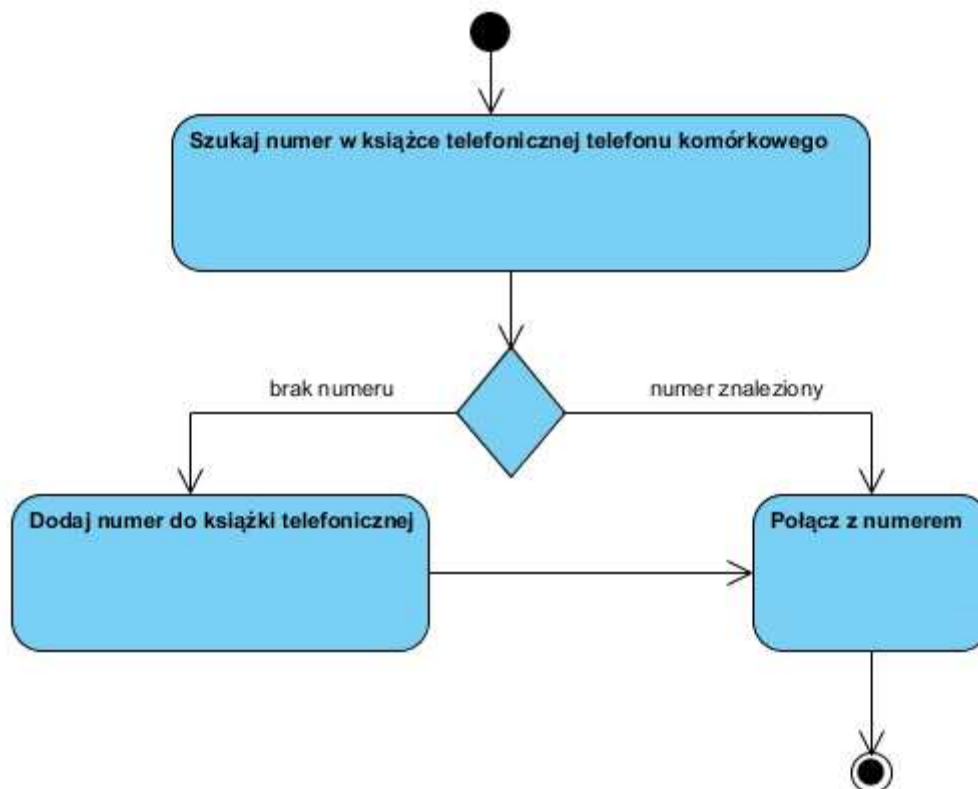 Szukaj numer w książce telefonicznej telefonu komórkowego
brak numeru
numer znaleziony
Dodaj numer do książki telefonicznej
Połącz z numerem